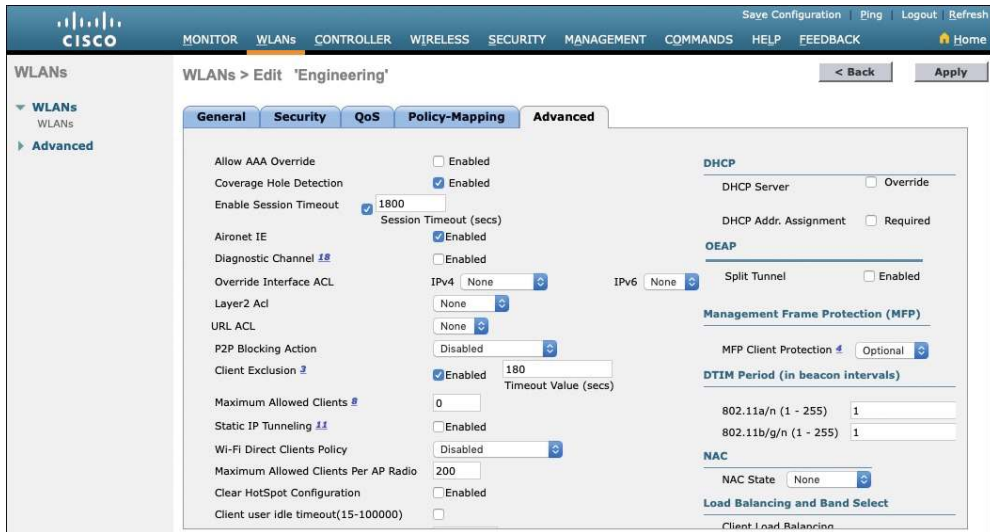 Save Configuration Ping Logout Refresh
CISCO
MONITOR WLANs CONTROLLER WIRELESS SECURITY MANAGEMENT COMMANDS HELP FEEDBACK Home
WLANs
WLANs > Edit 'Engineering'
< Back
Apply
WLANs
WLANs
Advanced
General Security QoS Policy-Mapping Advanced
Allow AAA Override Enabled
Coverage Hole Detection Enabled
Enable Session Timeout 1800
Session Timeout (secs)
Aironet IE Enabled
Diagnostic Channel 18 Enabled
Override Interface ACL IPv4 None IPv6 None
Layer2 Acl None
URL ACL None
P2P Blocking Action Disabled
Client Exclusion 3 Enabled 180
Timeout Value (secs)
Maximum Allowed Clients 8 0
Static IP Tunneling 11 Enabled
Wi-Fi Direct Clients Policy Disabled
Maximum Allowed Clients Per AP Radio 200
Clear HotSpot Configuration Enabled
Client user idle timeout(15-100000)
DHCP
DHCP Server Override
DHCP Addr. Assignment Required
OEAP
Split Tunnel Enabled
Management Frame Protection (MFP)
MFP Client Protection 4 Optional
DTIM Period (in beacon intervals)
802.11a/n (1 - 255) 1
802.11b/g/n (1 - 255) 1
NAC
NAC State None
Load Balancing and Band Select
Client Load Balancing